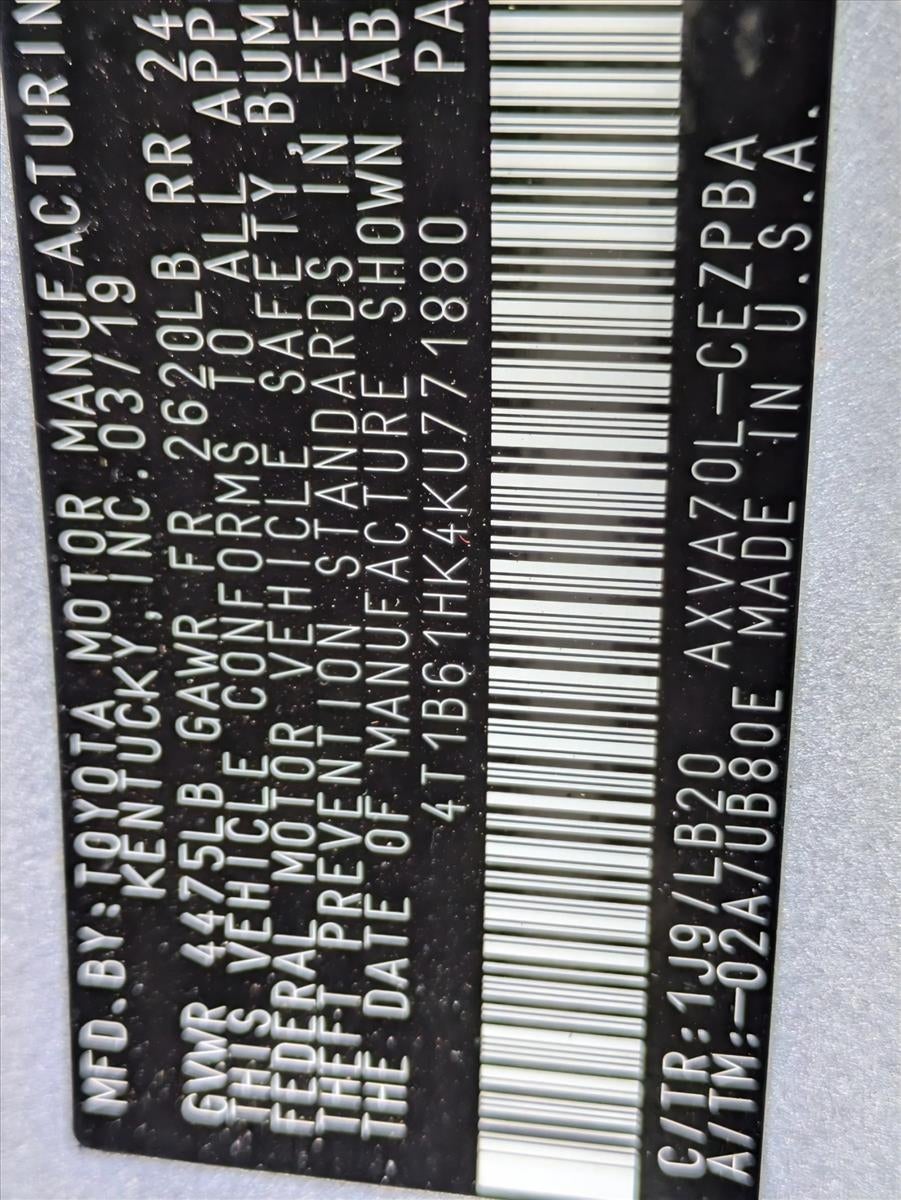 MFD.BY:TOYOTA MOTOR MANUFACTURIN
KENTUCKY,INC.03/19
GVWR 4475LB GAWR FR 2620LB RR 24
THIS VEHICLE CONFORMS TO ALL APP
FEDERAL MOTOR VEHICLE SAFETY,BUM
THEFT PREVENTION STANDARDS IN EF
THE DATE OF MANUFACTURE SHOWN AB
4T1B61HK4KU771880 PA
C/TR:1J9/LB20 AXVA70L-CEZPBA
A/TM:-02A/UB80E MADE IN U.S.A.